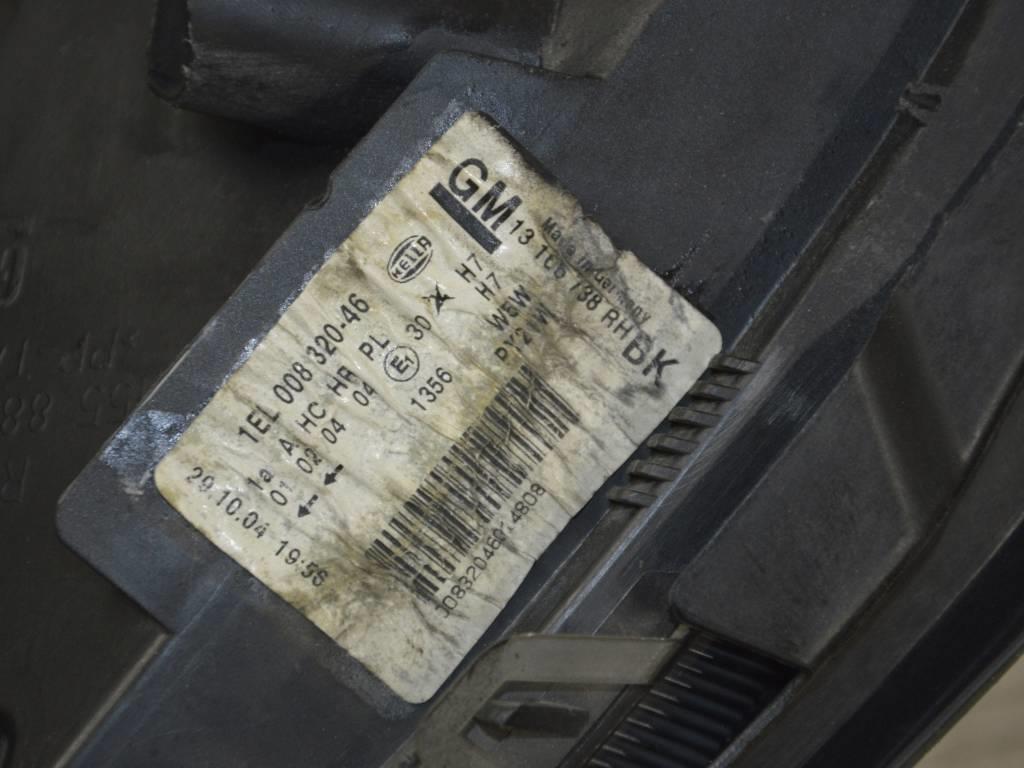 GM
Made in Germany
13 106 738 RH
BK
HELLA
H7
H7
W5W
PY21W
1EL 008 320-46
1a A HC HR PL 30
01 02 04 04 E1
1356
29.10.04 19:56
00832046014808